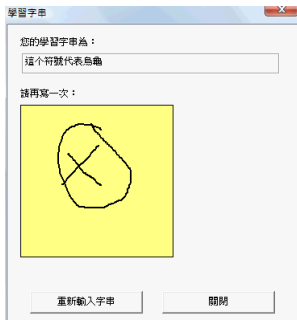 學習字串
您的學習字串為：
這个符號代表烏龜
請再寫一次：
重新輸入字串
關閉